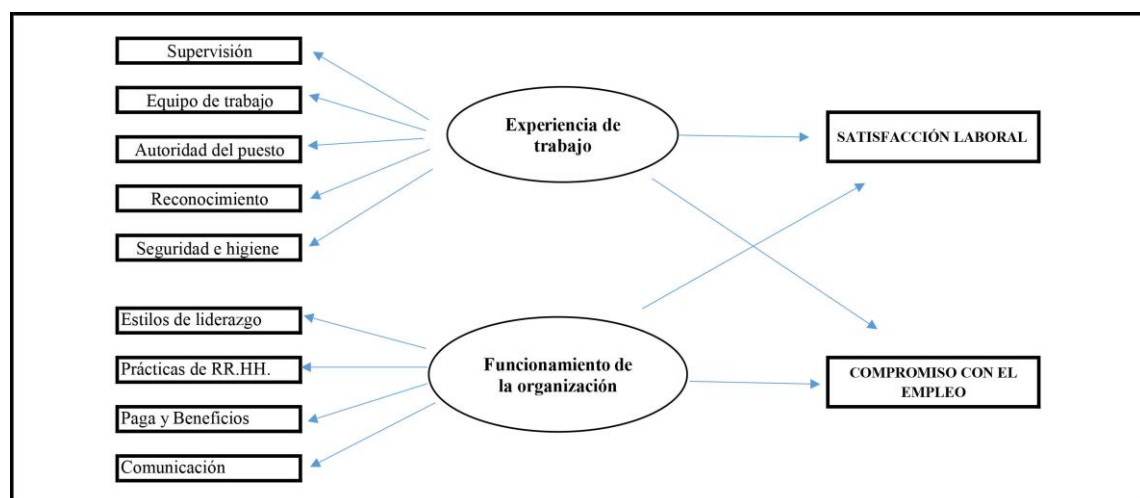 Supervisión
Equipo de trabajo
Autoridad del puesto
Reconocimiento
Seguridad e higiene
Experiencia de
trabajo
SATISFACCIÓN LABORAL
Estilos de liderazgo
Prácticas de RR.HH.
Paga y Beneficios
Comunicación
Funcionamiento de
la organización
COMPROMISO CON EL
EMPLEO